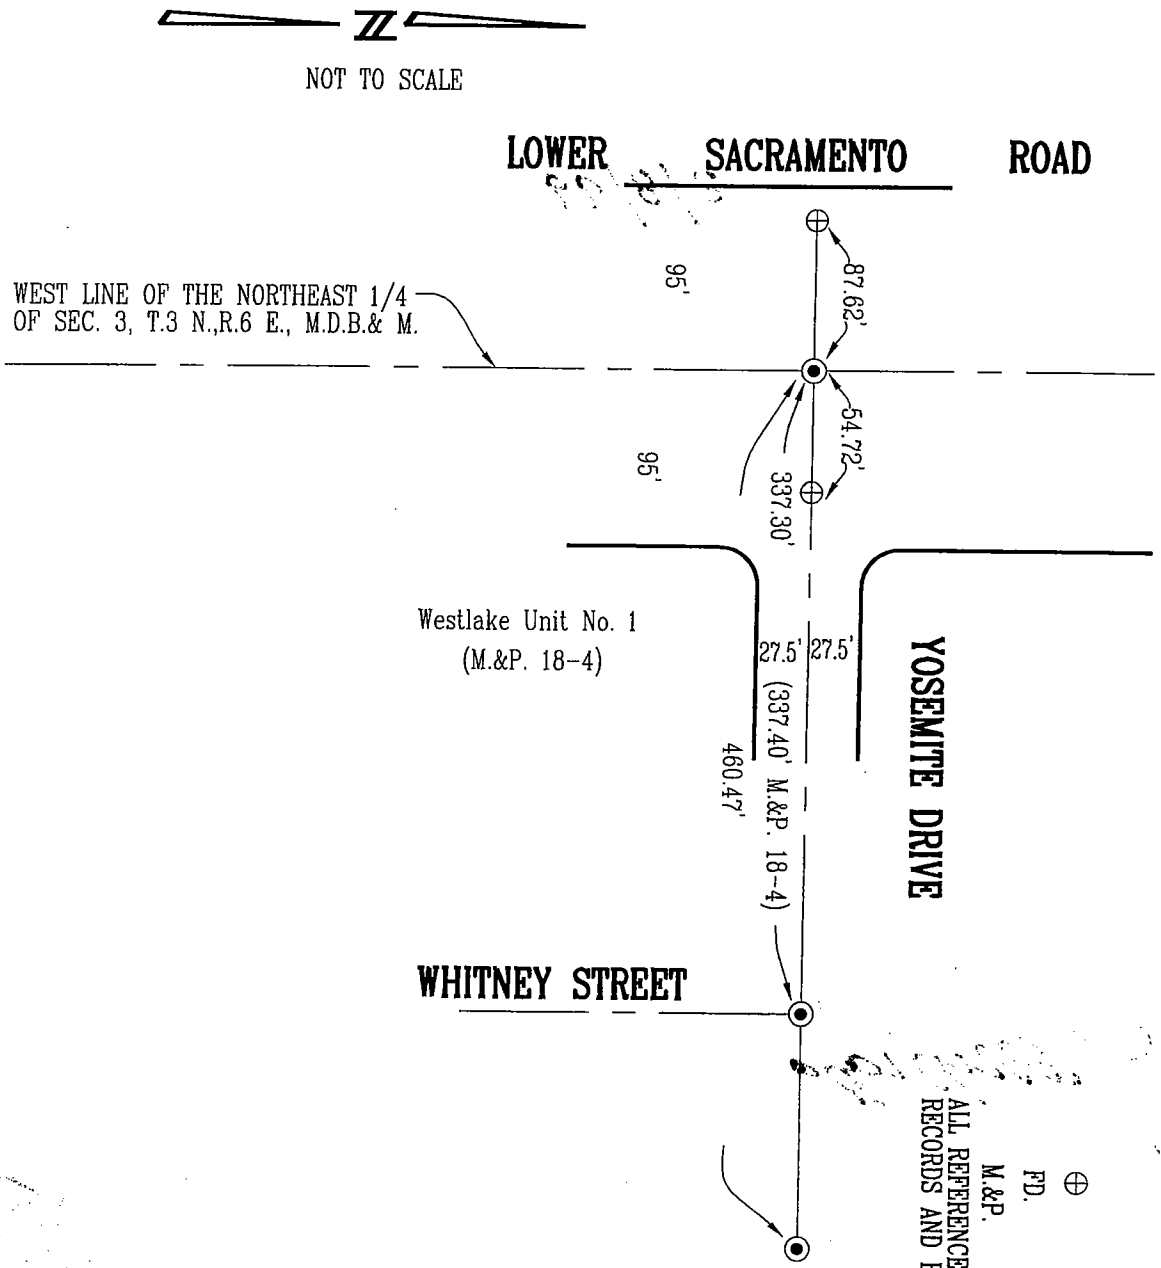 NOT TO SCALE
LOWER SACRAMENTO ROAD
95'
87.62'
WEST LINE OF THE NORTHEAST 1/4
OF SEC. 3, T.3 N.,R.6 E., M.D.B.& M.
54.72'
95'
337.30'
Westlake Unit No. 1
(M.&P. 18-4)
27.5' 27.5'
YOSEMITE DRIVE
(337.40' M.&P. 18-4)
460.47'
WHITNEY STREET
FD.
M.&P.
ALL REFERENCE
RECORDS AND